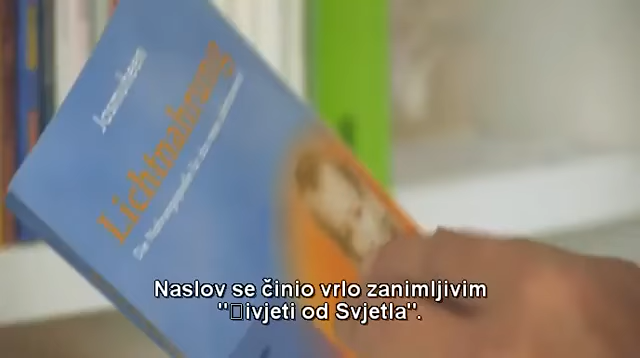 Jasmuheen
Lichtnahrung
Naslov se činio vrlo zanimljivim
"□ivjeti od Svjetla".